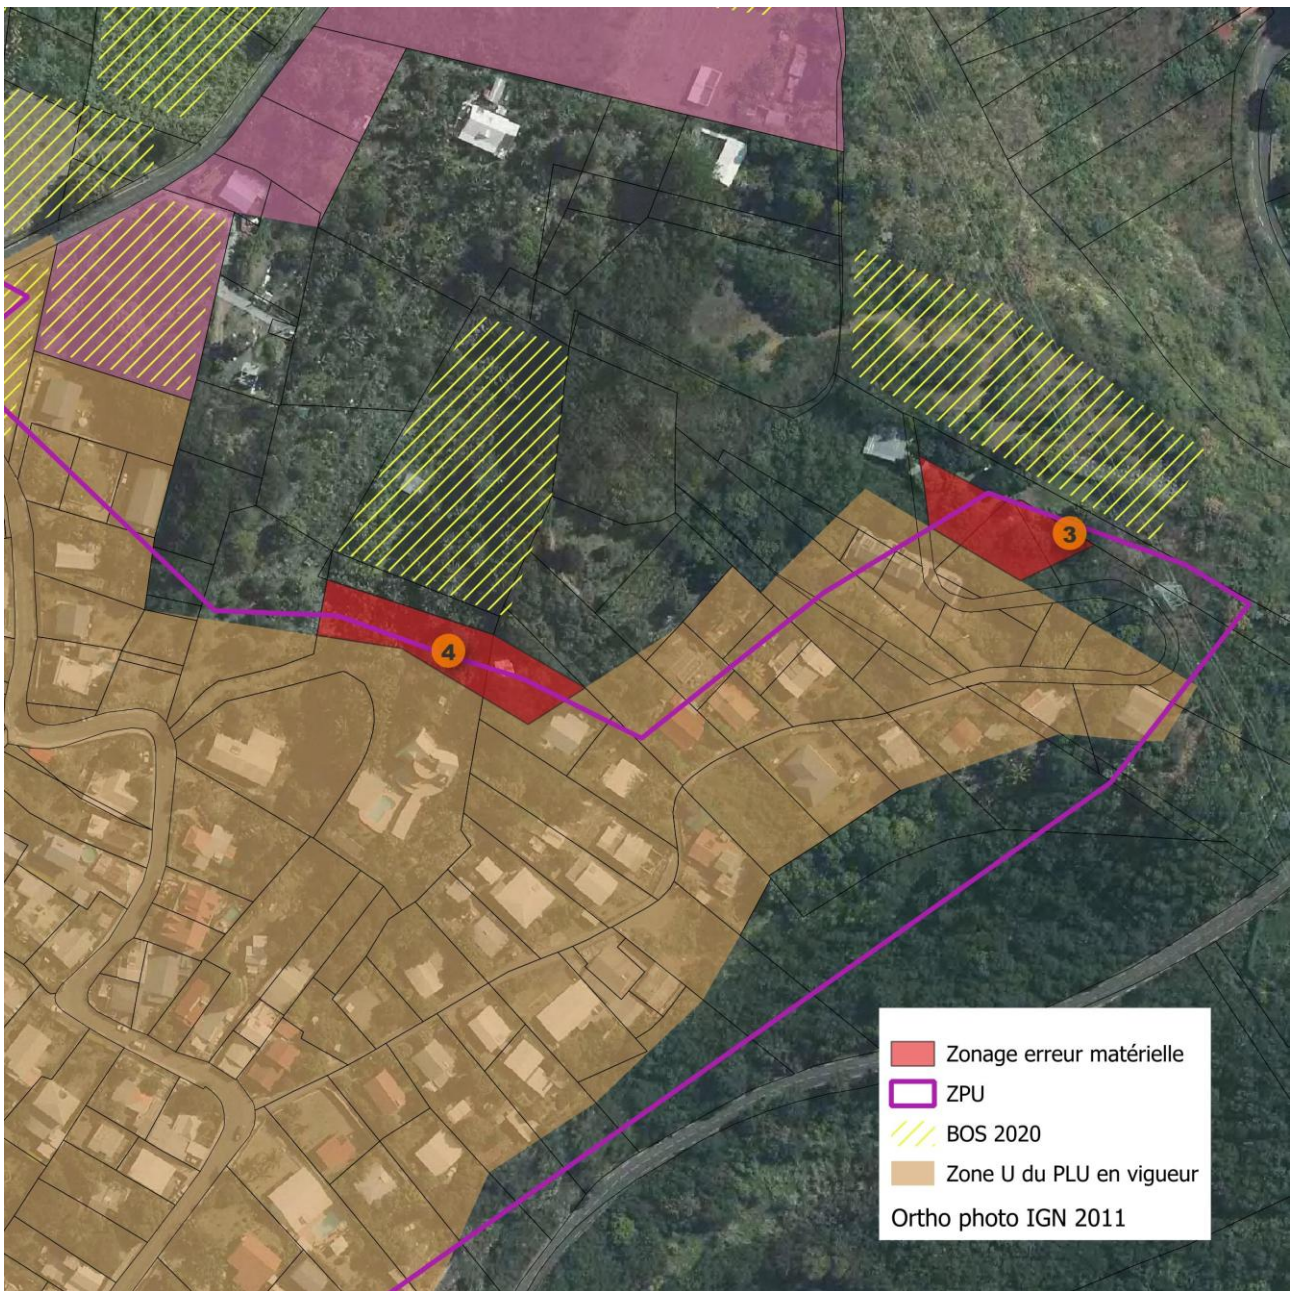 3
4
Zonage erreur matérielle
ZPU
BOS 2020
Zone U du PLU en vigueur
Ortho photo IGN 2011